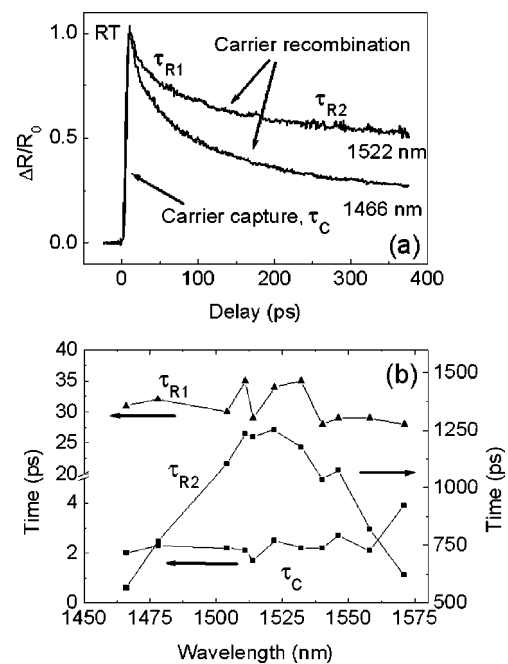 RT
Carrier recombination
τR1
τR2
1522 nm
1466 nm
Carrier capture, τC
(a)
ΔR/R0
1.0
0.5
0.0
0 100 200 300 400
Delay (ps)
(b)
40
35
30
25
20
4
2
0
Time (ps)
τR1
τR2
τC
1500
1250
1000
750
500
Time (ps)
1450 1475 1500 1525 1550 1575
Wavelength (nm)